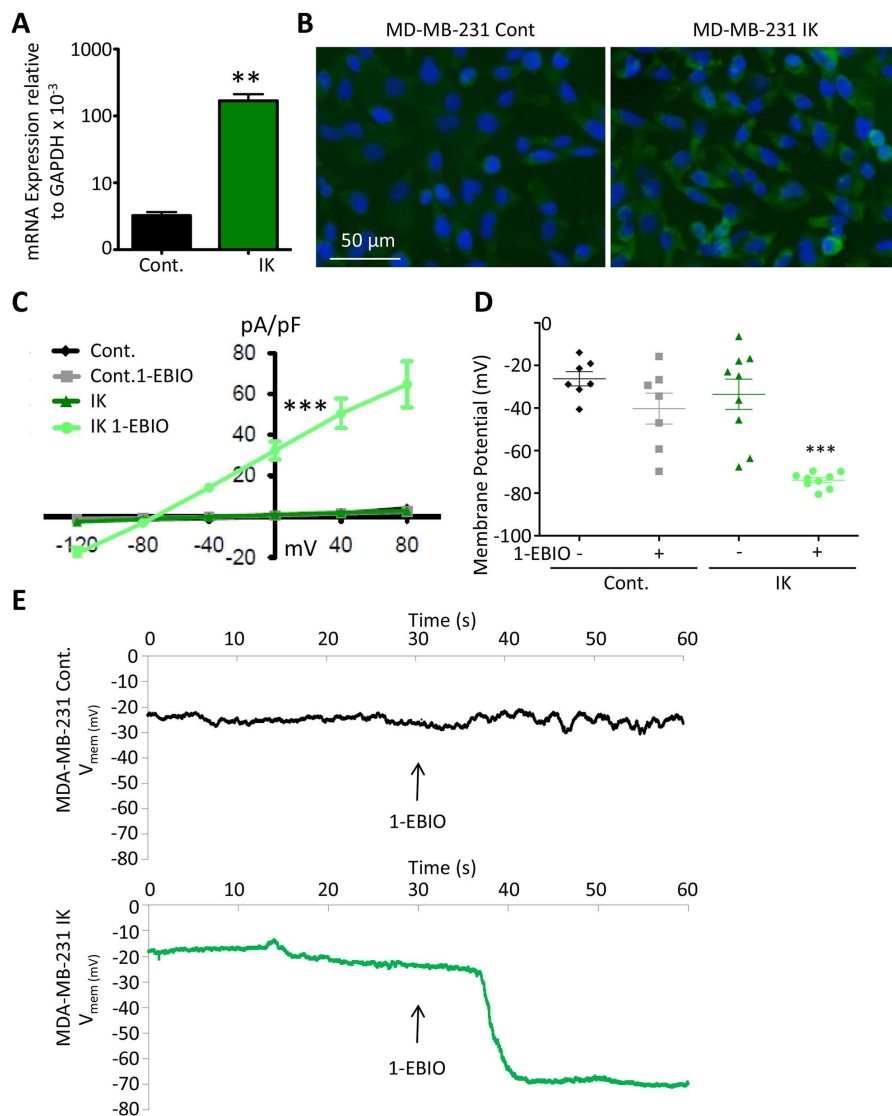 A
mRNA Expression relative
to GAPDH x 10⁻³
1000
100
10
0
**
Cont.
IK
B
MD-MB-231 Cont
MD-MB-231 IK
50 µm
C
Cont.
Cont.1-EBIO
IK
IK 1-EBIO
pA/pF
80
60
40
20
-20
***
-120
-80
-40
mV
40
80
D
Membrane Potential (mV)
0
-20
-40
-60
-80
-100
***
1-EBIO - + - +
Cont.
IK
E
Time (s)
0 10 20 30 40 50 60
MDA-MB-231 Cont.
Vmem (mV)
0
-10
-20
-30
-40
-50
-60
-70
-80
1-EBIO
Time (s)
0 10 20 30 40 50 60
MDA-MB-231 IK
Vmem (mV)
0
-10
-20
-30
-40
-50
-60
-70
-80
1-EBIO